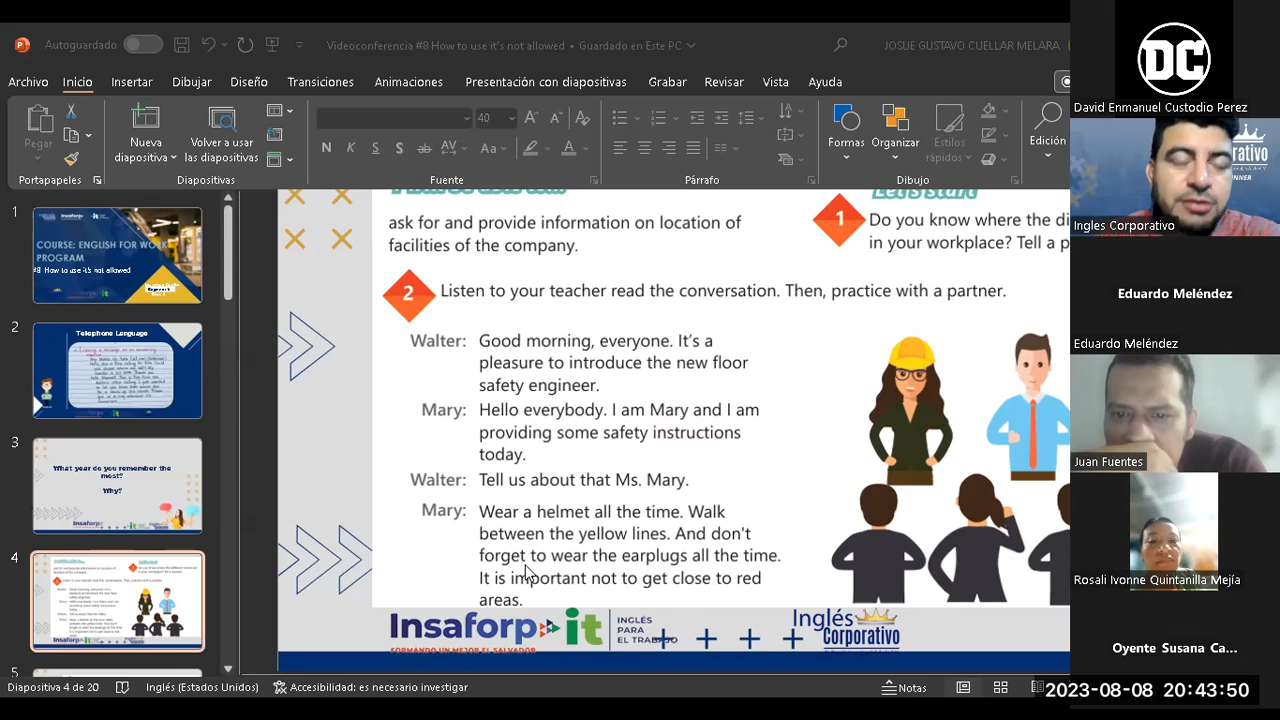 Autoguardado
Videoconferencia #8 How to use it's not allowed • Guardado en Este PC
JOSUE GUSTAVO CUELLAR MELARA
Archivo Inicio Insertar Dibujar Diseño Transiciones Animaciones Presentación con diapositivas Grabar Revisar Vista Ayuda
40
Pegar
Nueva diapositiva
Volver a usar las diapositivas
N K S S ab AV Aa A
Formas
Organizar
Estilos rápidos
Edición
Portapapeles
Diapositivas
Fuente
Párrafo
Dibujo
1
COURSE: ENGLISH FOR WORK
PROGRAM
#8 How to use it's not allowed
2
Telephone Language
3
What year do you remember the
most?
Why?
4
5
Let's start
ask for and provide information on location of
facilities of the company.
1
Do you know where the di
in your workplace? Tell a p
2
Listen to your teacher read the conversation. Then, practice with a partner.
Walter: Good morning, everyone. It's a
pleasure to introduce the new floor
safety engineer.
Mary: Hello everybody. I am Mary and I am
providing some safety instructions
today.
Walter: Tell us about that Ms. Mary.
Mary: Wear a helmet all the time. Walk
between the yellow lines. And don't
forget to wear the earplugs all the time.
It is important not to get close to red
areas.
Insaforp it
FORMANDO UN MEJOR EL SALVADOR
INGLÉS
PARA
EL TRABAJO
Inglés
Corporativo
Diapositiva 4 de 20
Inglés (Estados Unidos)
Accesibilidad: es necesario investigar
Notas
DC
David Enmanuel Custodio Perez
Ingles Corporativo
Eduardo Meléndez
Eduardo Meléndez
Juan Fuentes
Rosali Ivonne Quintanilla Mejia
Oyente Susana Ca...
2023-08-08 20:43:50